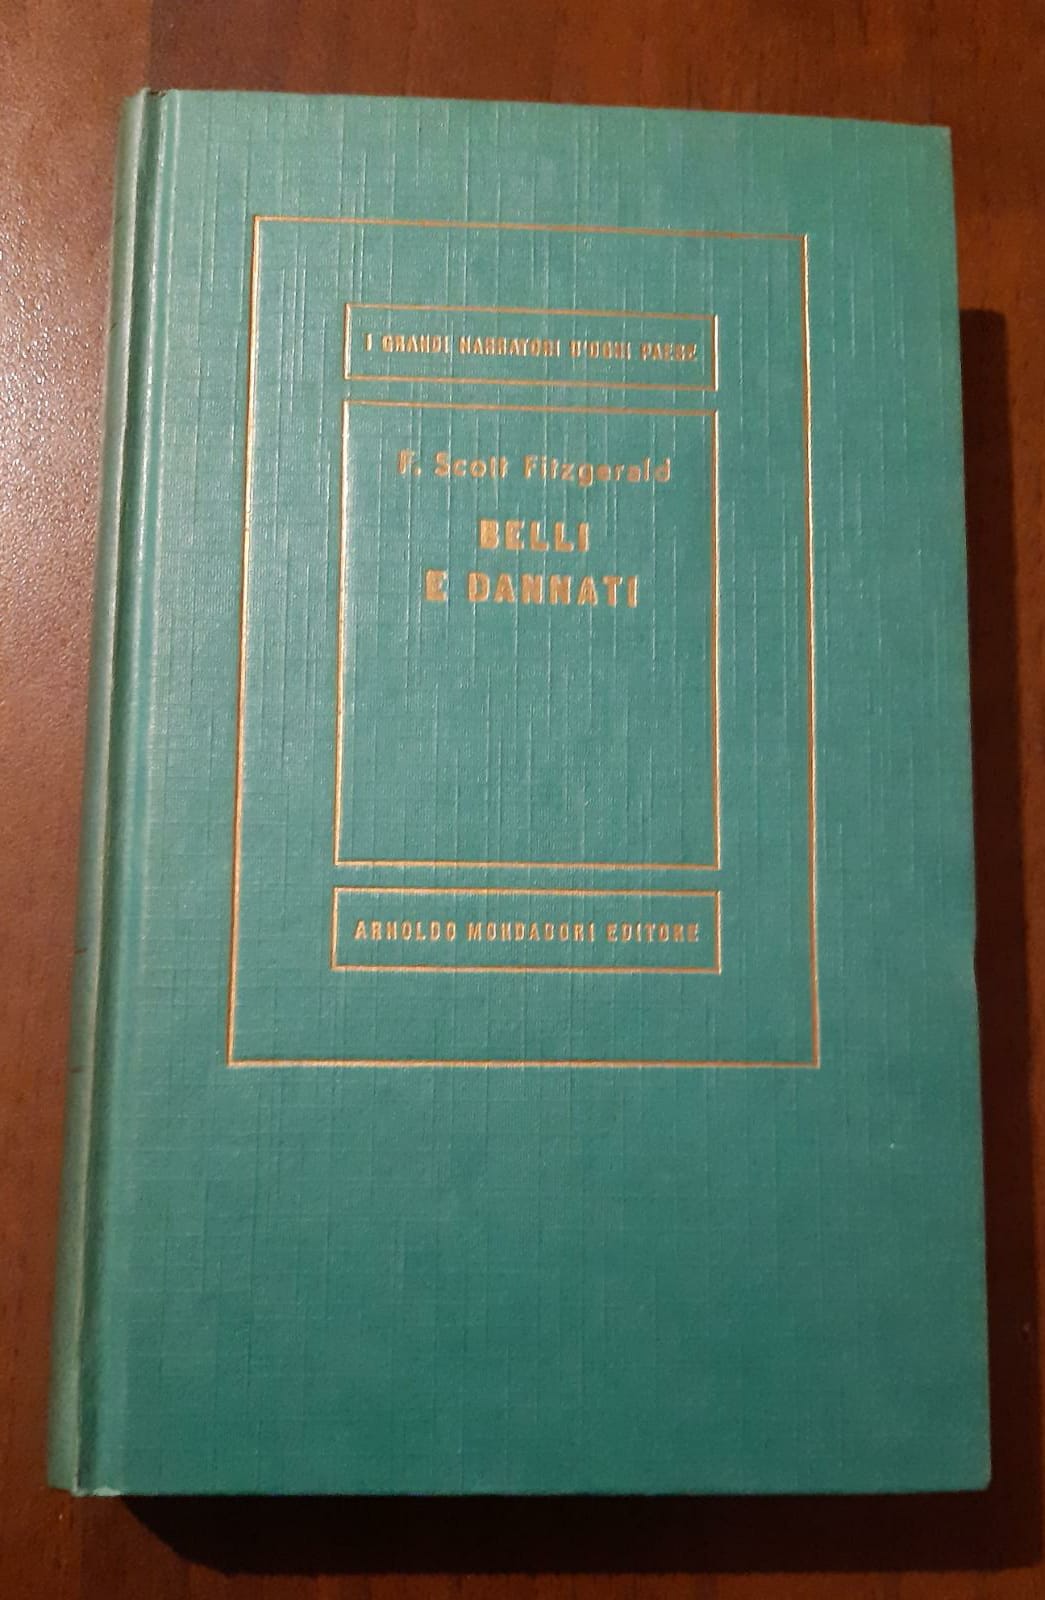 I GRANDI NARRATORI D'OGNI PAESE
F. Scott Fitzgerald
BELLI
E DANNATI
ARNOLDO MONDADORI EDITORE